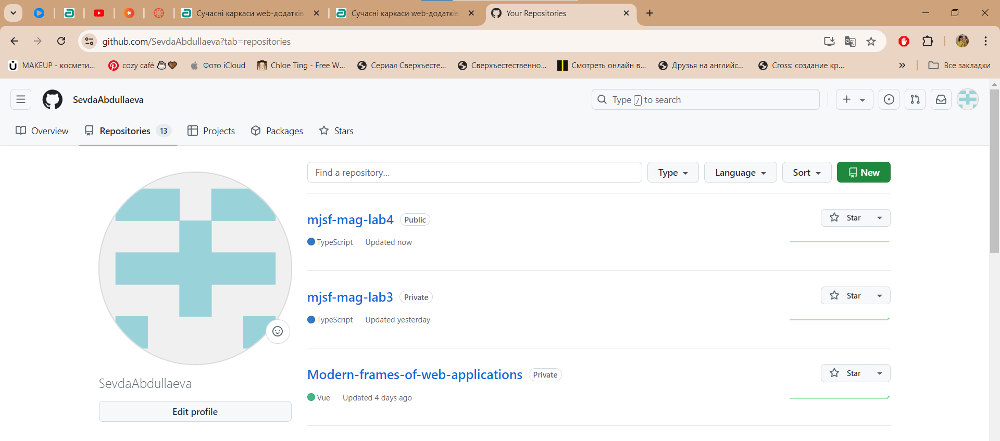 Сучасні каркаси web-додатків
Сучасні каркаси web-додатків
Your Repositories
github.com/SevdaAbdullaeva?tab=repositories
MAKEUP - космети...
cozy café
Фото iCloud
Chloe Ting - Free W...
Сериал Сверхъесте...
Сверхъестественно...
Смотреть онлайн в...
Друзья на английс...
Cross: создание кр...
Все закладки
SevdaAbdullaeva
Type / to search
Overview
Repositories 13
Projects
Packages
Stars
Find a repository...
Type
Language
Sort
New
mjsf-mag-lab4 Public
Star
TypeScript Updated now
mjsf-mag-lab3 Private
Star
TypeScript Updated yesterday
Modern-frames-of-web-applications Private
Star
Vue Updated 4 days ago
SevdaAbdullaeva
Edit profile